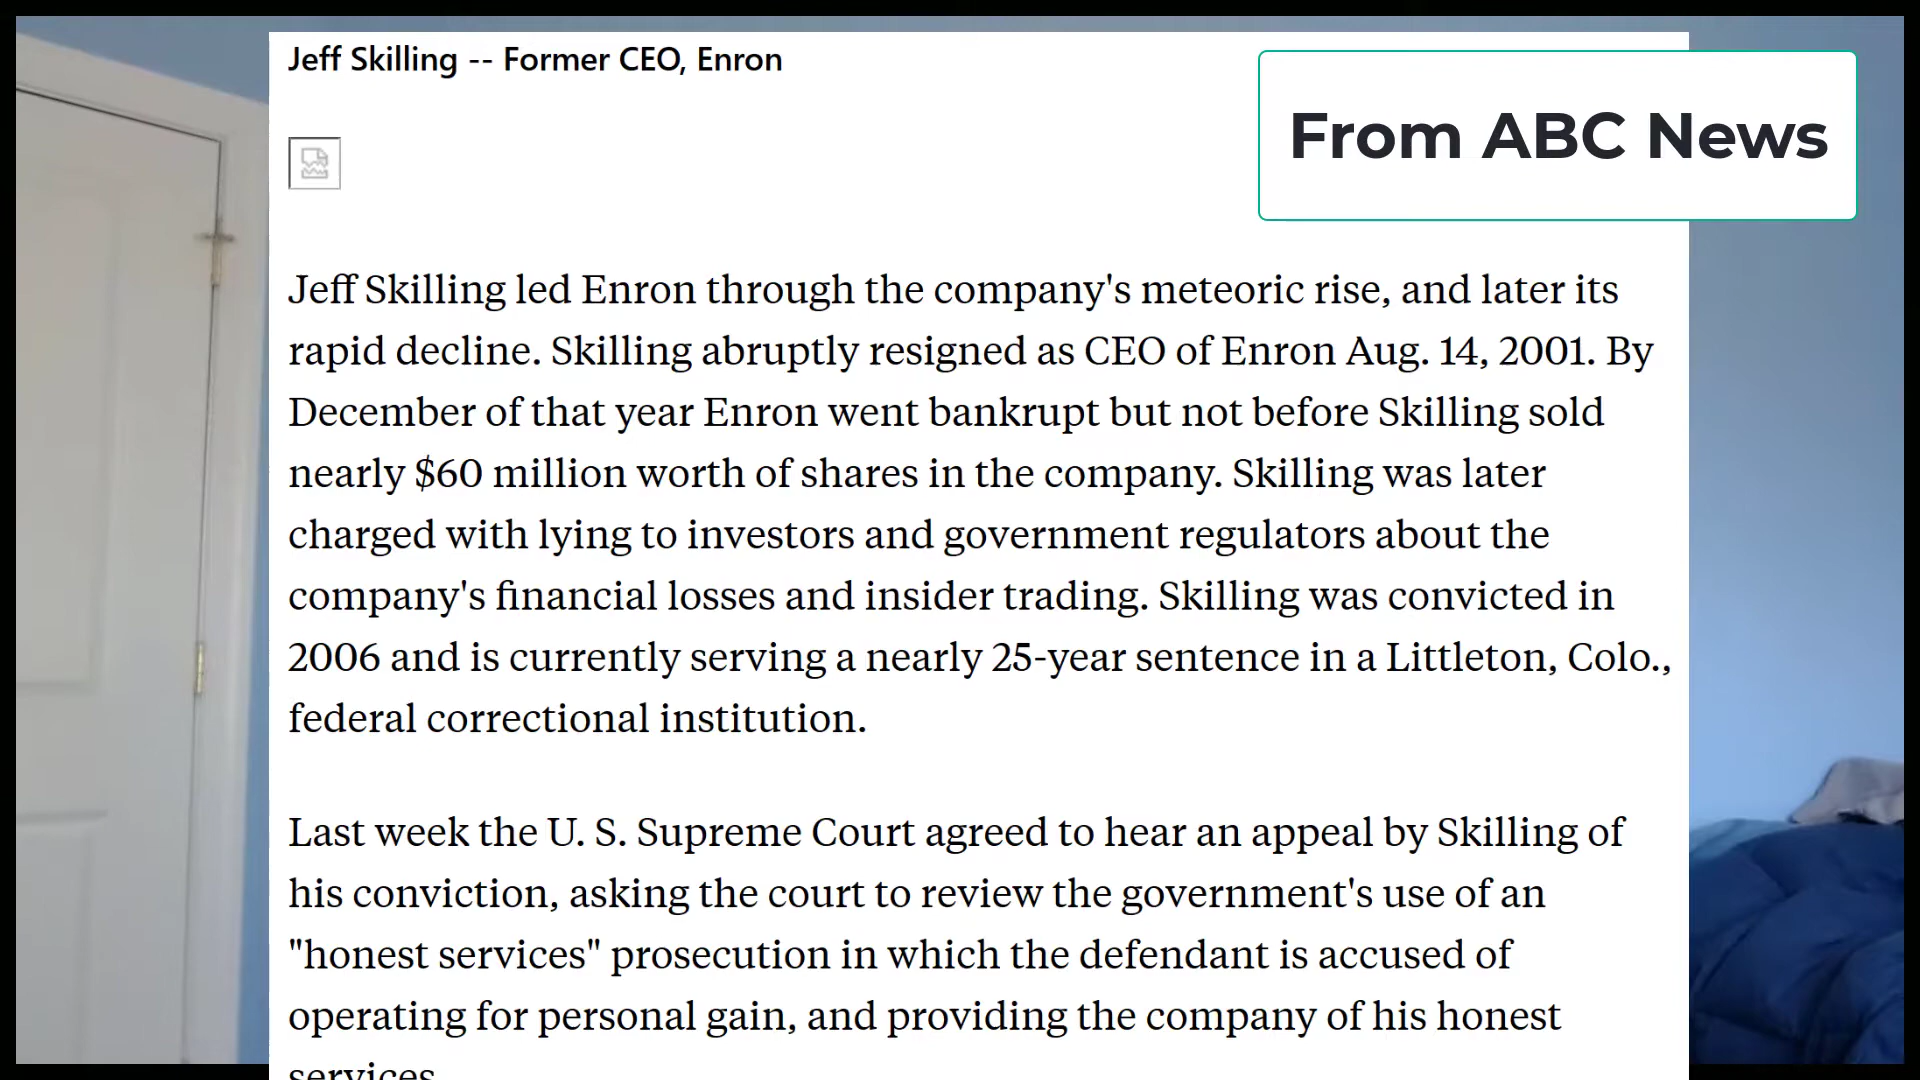 Jeff Skilling -- Former CEO, Enron
From ABC News
Jeff Skilling led Enron through the company's meteoric rise, and later its
rapid decline. Skilling abruptly resigned as CEO of Enron Aug. 14, 2001. By
December of that year Enron went bankrupt but not before Skilling sold
nearly $60 million worth of shares in the company. Skilling was later
charged with lying to investors and government regulators about the
company's financial losses and insider trading. Skilling was convicted in
2006 and is currently serving a nearly 25-year sentence in a Littleton, Colo.,
federal correctional institution.
Last week the U. S. Supreme Court agreed to hear an appeal by Skilling of
his conviction, asking the court to review the government's use of an
"honest services" prosecution in which the defendant is accused of
operating for personal gain, and providing the company of his honest
services.